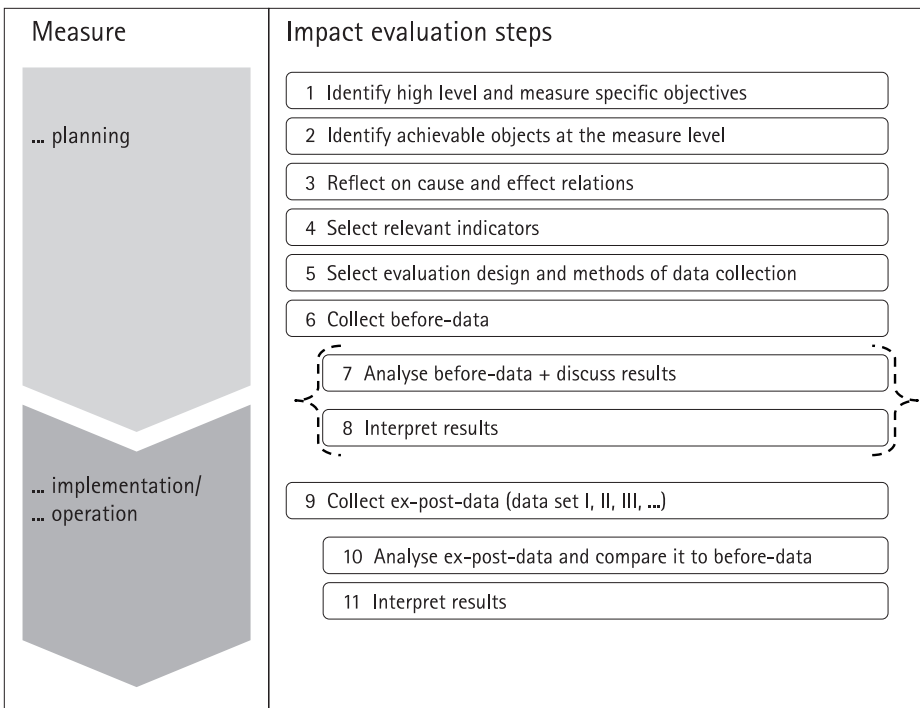 Measure
Impact evaluation steps
... planning
1 Identify high level and measure specific objectives
2 Identify achievable objects at the measure level
3 Reflect on cause and effect relations
4 Select relevant indicators
5 Select evaluation design and methods of data collection
6 Collect before-data
7 Analyse before-data + discuss results
8 Interpret results
... implementation/
... operation
9 Collect ex-post-data (data set I, II, III, ...)
10 Analyse ex-post-data and compare it to before-data
11 Interpret results